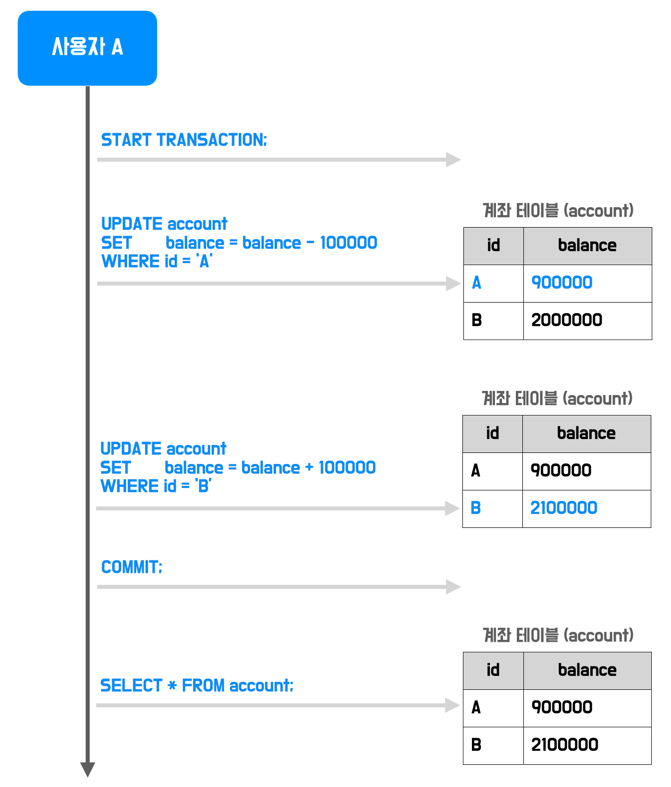 사용자 A
START TRANSACTION;
UPDATE account
SET balance = balance - 100000
WHERE id = 'A'
계좌 테이블 (account)
id balance
A 900000
B 2000000
UPDATE account
SET balance = balance + 100000
WHERE id = 'B'
계좌 테이블 (account)
id balance
A 900000
B 2100000
COMMIT;
SELECT * FROM account;
계좌 테이블 (account)
id balance
A 900000
B 2100000